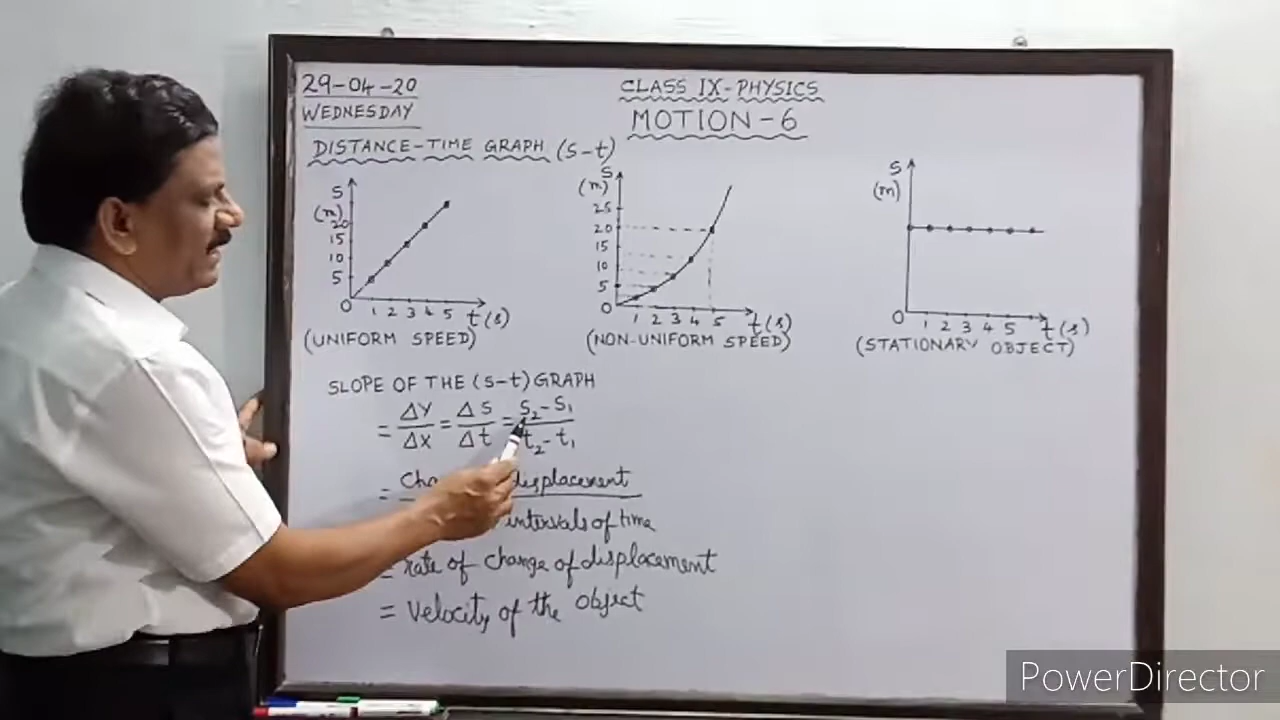 29-04-20
WEDNESDAY
CLASS IX-PHYSICS
MOTION-6
DISTANCE-TIME GRAPH (s-t)
S
(m)
20
15
10
5
0
1 2 3 4 5 t(s)
(UNIFORM SPEED)
S
(m)
25
20
15
10
5
0
1 2 3 4 5 t(s)
(NON-UNIFORM SPEED)
S
(m)
0
1 2 3 4 5 t(s)
(STATIONARY OBJECT)
SLOPE OF THE (s-t) GRAPH
= ΔY/ΔX = ΔS/Δt = S₂-S₁/t₂-t₁
= displacement
intervals of time
= rate of change of displacement
= Velocity of the object
PowerDirector